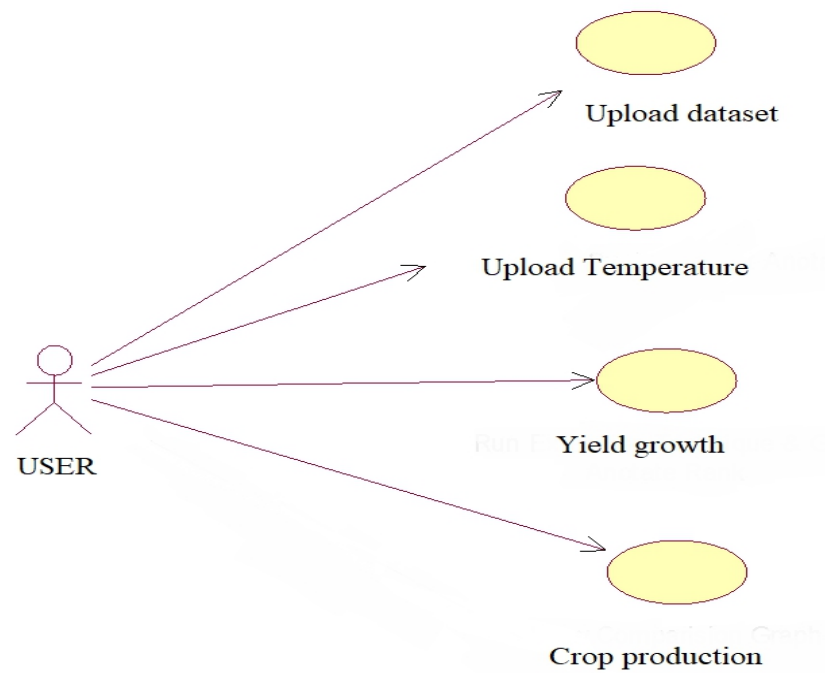 Upload dataset
Upload Temperature
Yield growth
USER
Crop production